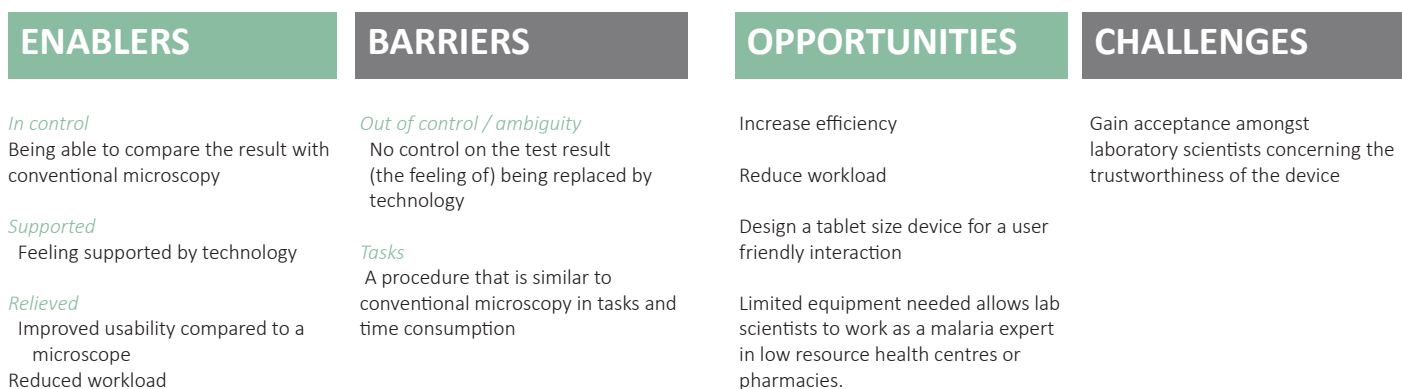 ENABLERS
In control
Being able to compare the result with
conventional microscopy
Supported
Feeling supported by technology
Relieved
Improved usability compared to a
microscope
Reduced workload
BARRIERS
Out of control / ambiguity
No control on the test result
(the feeling of) being replaced by
technology
Tasks
A procedure that is similar to
conventional microscopy in tasks and
time consumption
OPPORTUNITIES
Increase efficiency
Reduce workload
Design a tablet size device for a user
friendly interaction
Limited equipment needed allows lab
scientists to work as a malaria expert
in low resource health centres or
pharmacies.
CHALLENGES
Gain acceptance amongst
laboratory scientists concerning the
trustworthiness of the device